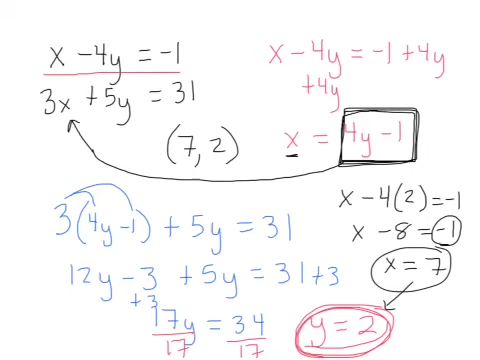 x - 4y = -1
3x + 5y = 31
(7, 2)
x - 4y = -1 + 4y
+4y
x = 4y - 1
3(4y - 1) + 5y = 31
12y - 3 + 5y = 31 + 3
+3
17y = 34
17 17
y = 2
x - 4(2) = -1
x - 8 = -1
x = 7